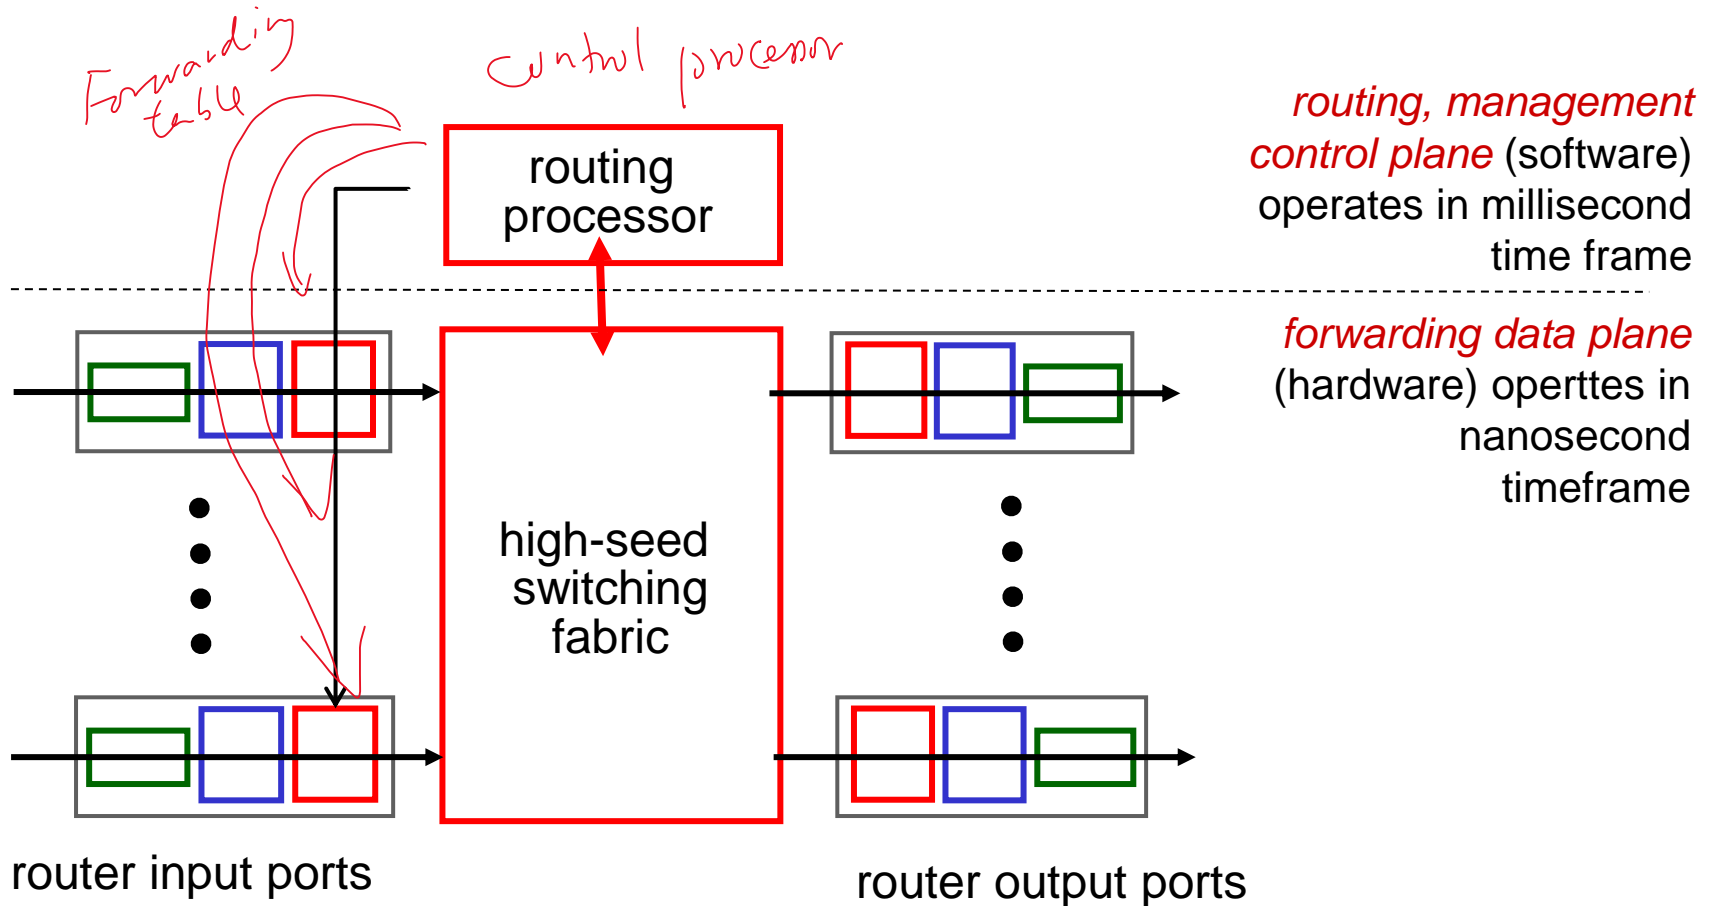 Forwarding
table
Control processor
routing
processor
routing, management
control plane (software)
operates in millisecond
time frame
forwarding data plane
(hardware) operttes in
nanosecond
timeframe
high-seed
switching
fabric
router input ports
router output ports